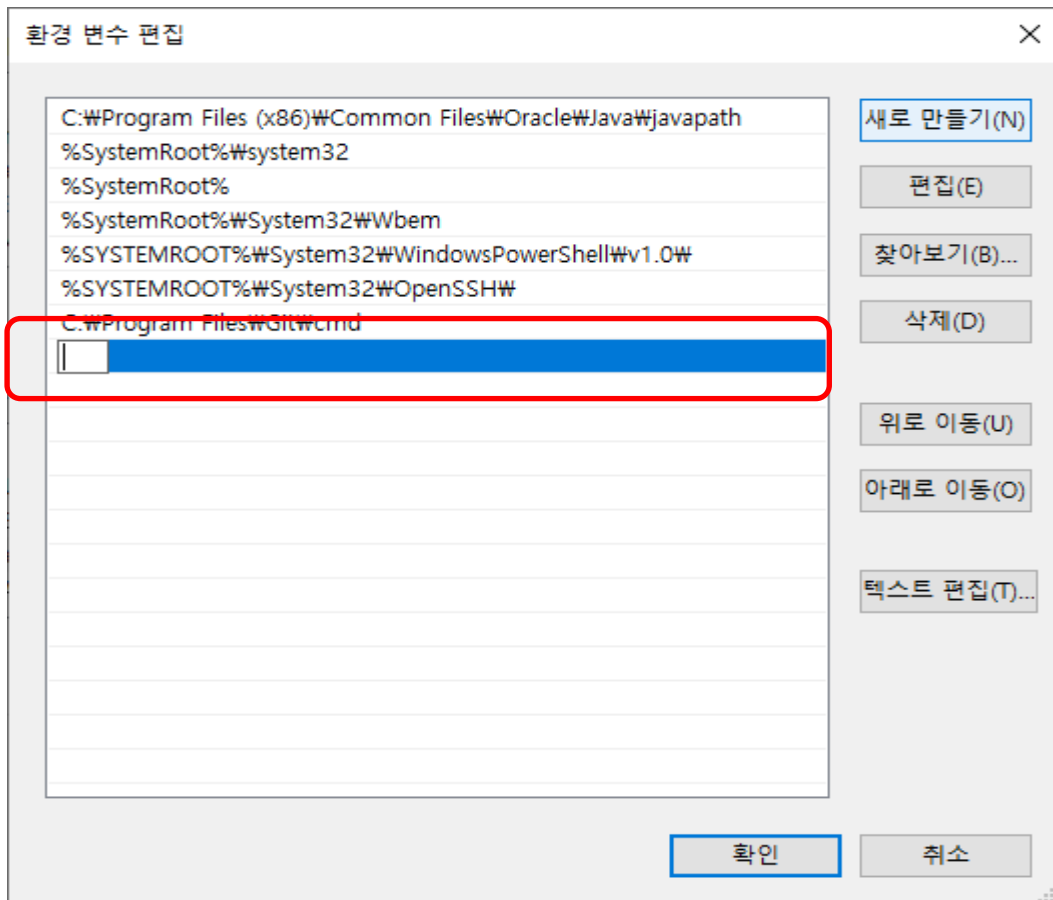 환경 변수 편집
C:₩Program Files (x86)₩Common Files₩Oracle₩Java₩javapath
%SystemRoot%₩system32
%SystemRoot%
%SystemRoot%₩System32₩Wbem
%SYSTEMROOT%₩System32₩WindowsPowerShell₩v1.0₩
%SYSTEMROOT%₩System32₩OpenSSH₩
C:₩Program Files₩Git₩cmd
새로 만들기(N)
편집(E)
찾아보기(B)...
삭제(D)
위로 이동(U)
아래로 이동(O)
텍스트 편집(T)...
확인
취소